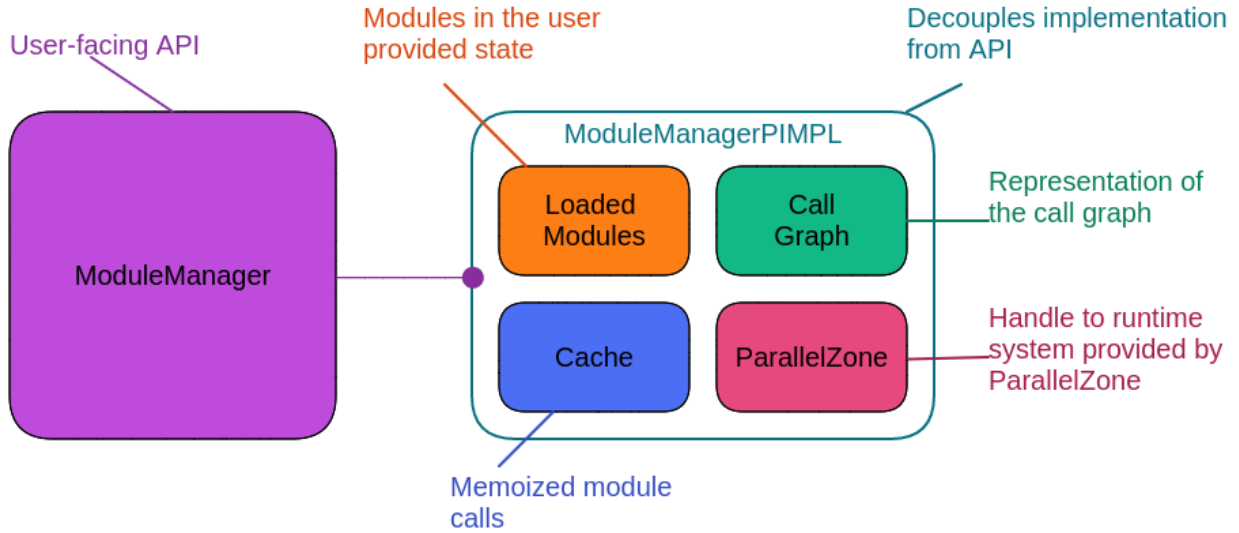 User-facing API
Modules in the user
provided state
Decouples implementation
from API
ModuleManager
ModuleManagerPIMPL
Loaded
Modules
Call
Graph
Cache
ParallelZone
Representation of
the call graph
Handle to runtime
system provided by
ParallelZone
Memoized module
calls